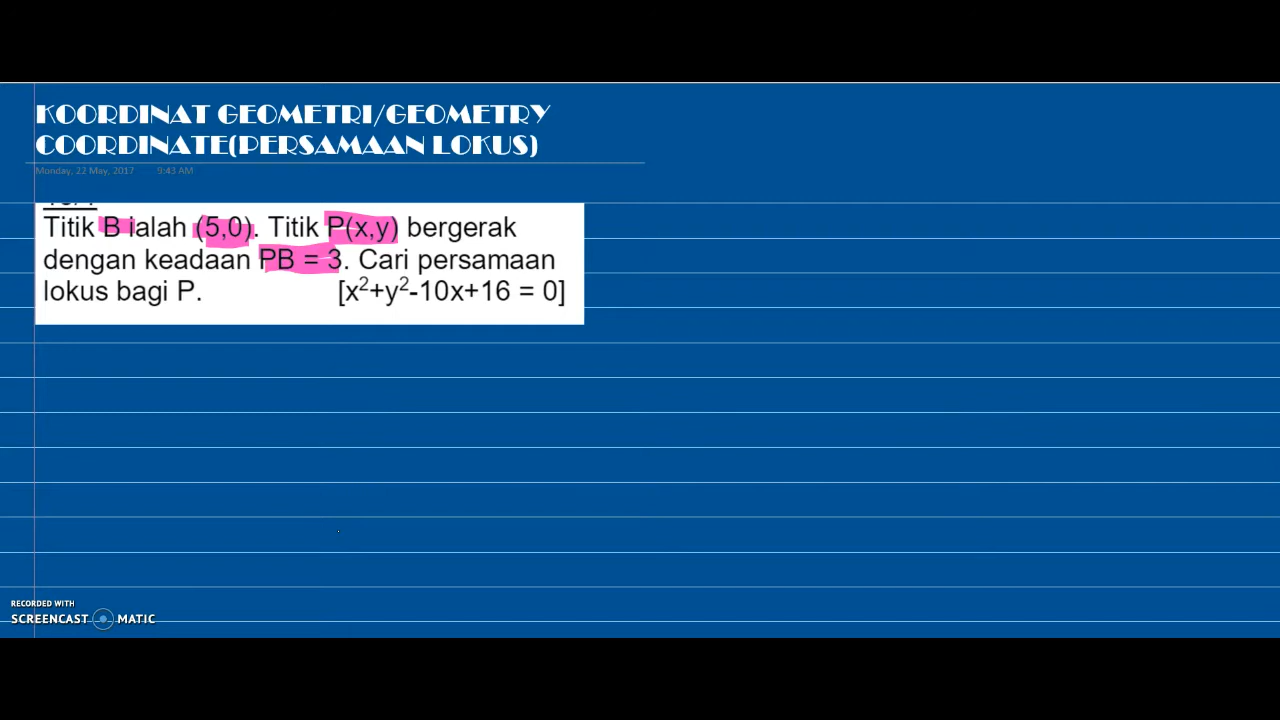 KOORDINAT GEOMETRI/GEOMETRY
COORDINATE(PERSAMAAN LOKUS)
Monday, 22 May, 2017 9:43 AM
Titik B ialah (5,0). Titik P(x,y) bergerak
dengan keadaan PB = 3. Cari persamaan
lokus bagi P. [x²+y²-10x+16 = 0]
RECORDED WITH
SCREENCAST MATIC